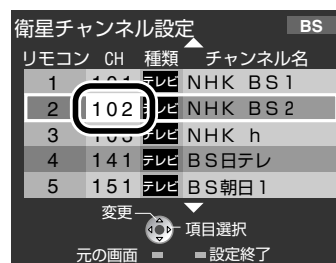 衛星チャンネル設定 BS
リモコン CH 種類 チャンネル名
1 101 テレビ NHK BS1
2 102 テレビ NHK BS2
3 103 テレビ NHK h
4 141 テレビ BS日テレ
5 151 テレビ BS朝日1
変更
項目選択
元の画面 設定終了